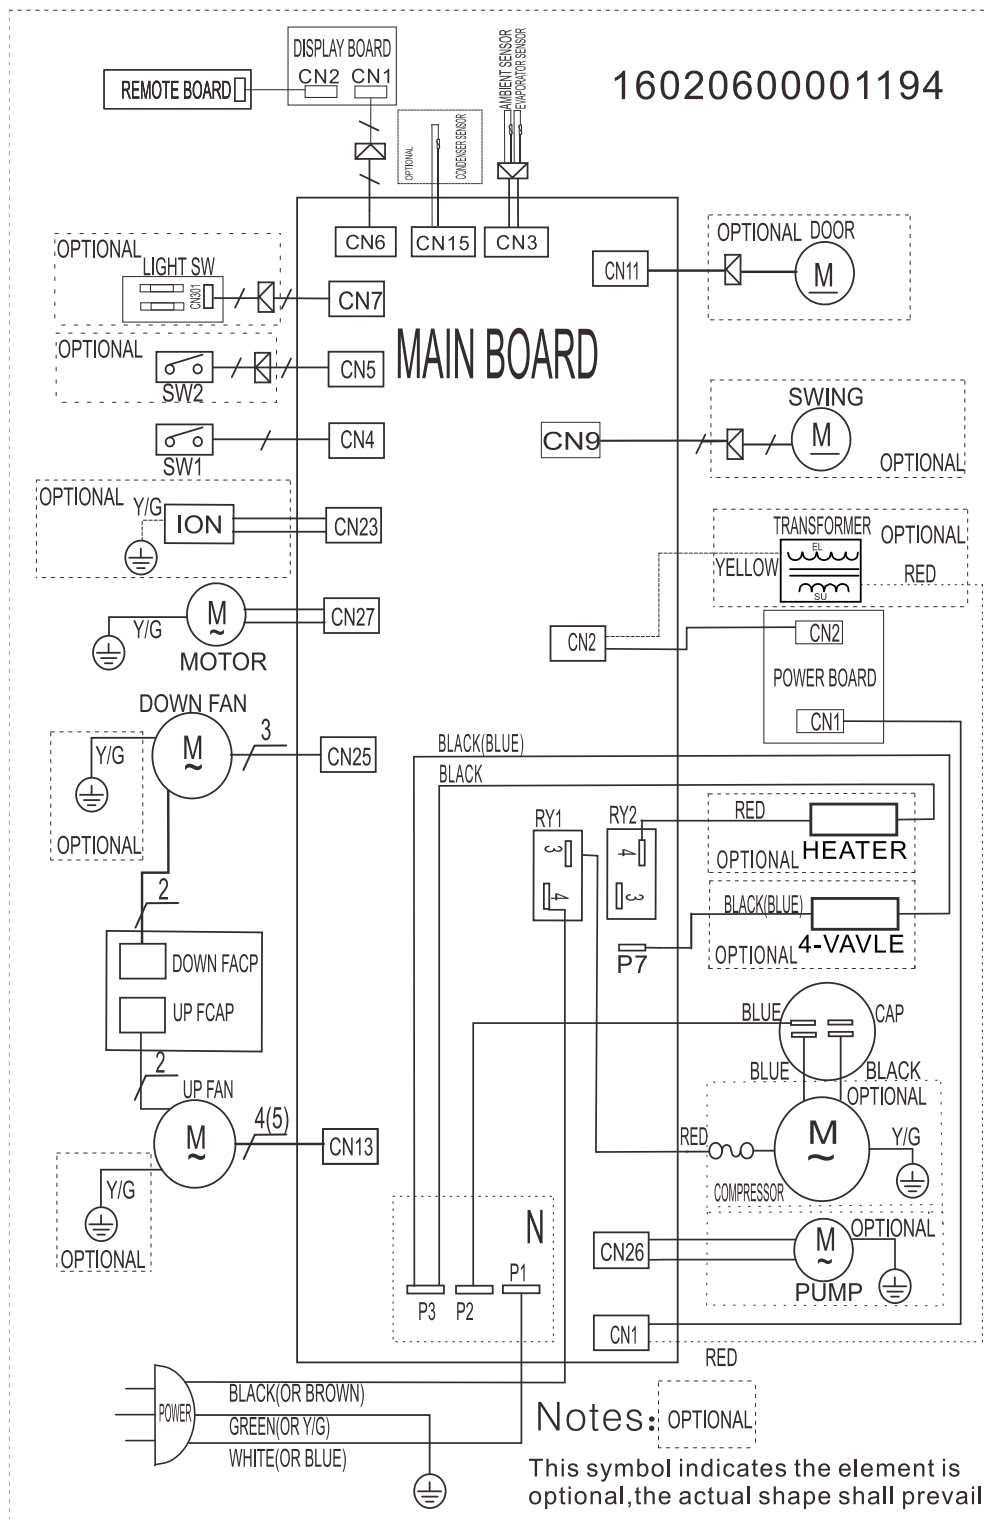 DISPLAY BOARD
CN2 CN1
REMOTE BOARD
AMBIENT SENSOR
EVAPORATOR SENSOR
16020600001194
OPTIONAL
CONDENSER SENSOR
CN6
CN15
CN3
OPTIONAL
LIGHT SW
CN301
CN7
CN11
OPTIONAL DOOR
M
OPTIONAL
SW2
CN5
MAIN BOARD
SW1
CN4
CN9
SWING
M
OPTIONAL
OPTIONAL
Y/G
ION
CN23
TRANSFORMER
OPTIONAL
EL
YELLOW
RED
SU
M
~
Y/G
CN27
MOTOR
CN2
CN2
POWER BOARD
CN1
DOWN FAN
M
~
3
CN25
Y/G
OPTIONAL
BLACK(BLUE)
BLACK
RY1
3
4
RY2
4
3
RED
OPTIONAL
HEATER
BLACK(BLUE)
OPTIONAL
4-VAVLE
P7
2
DOWN FACP
UP FCAP
2
UP FAN
M
~
4(5)
CN13
Y/G
OPTIONAL
BLUE
CAP
BLUE
BLACK
OPTIONAL
RED
M
~
Y/G
COMPRESSOR
N
P3
P2
P1
CN26
M
~
OPTIONAL
PUMP
CN1
RED
POWER
BLACK(OR BROWN)
GREEN(OR Y/G)
WHITE(OR BLUE)
Notes: OPTIONAL
This symbol indicates the element is
optional,the actual shape shall prevail